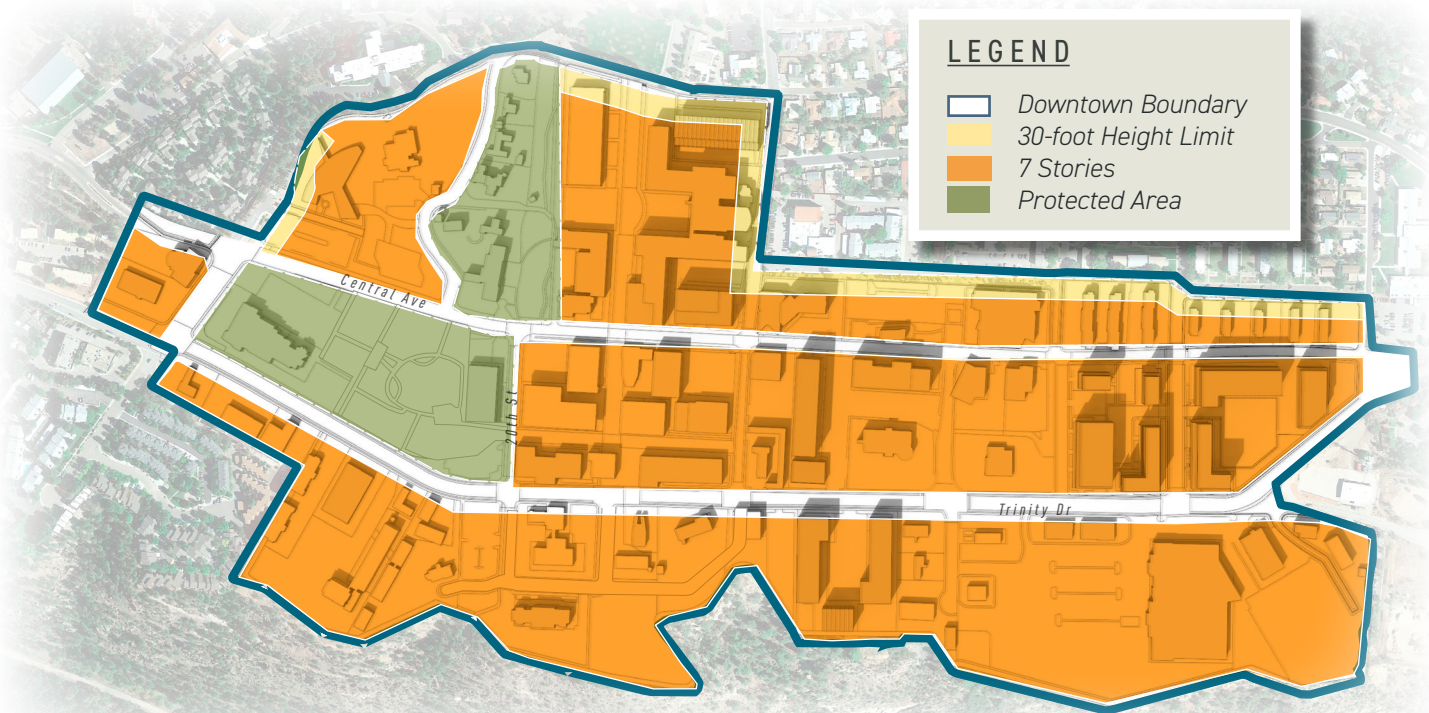 LEGEND
Downtown Boundary
30-foot Height Limit
7 Stories
Protected Area
Central Ave
20th St
Trinity Dr